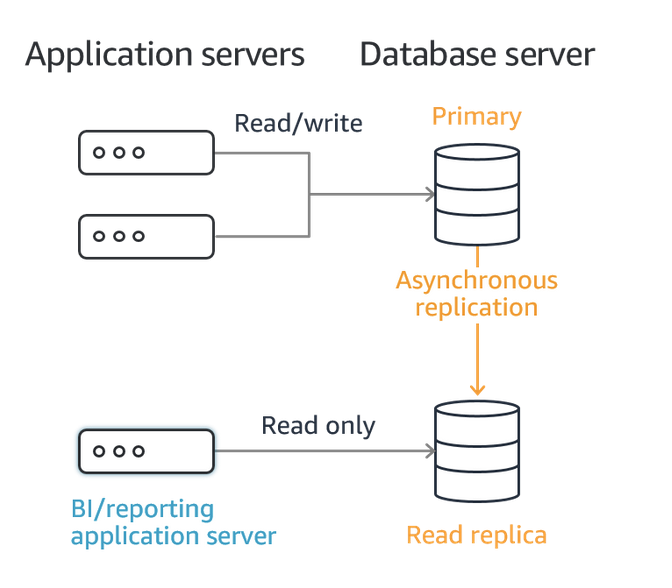 Application servers
Database server
Read/write
Primary
Asynchronous
replication
Read only
BI/reporting
application server
Read replica